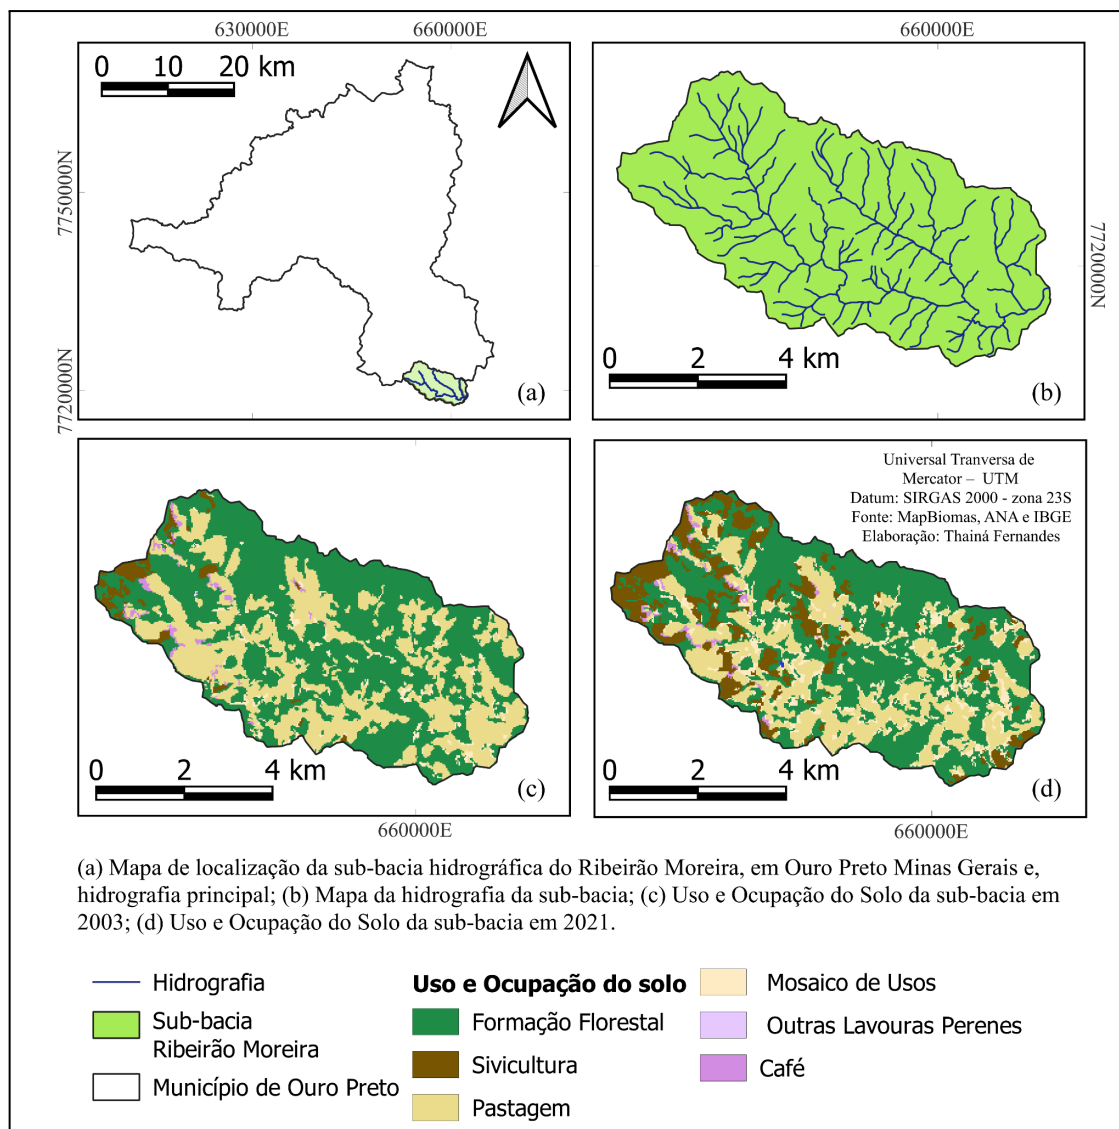 630000E
660000E
660000E
0 10 20 km
7750000N
7720000N
(a)
7720000N
0 2 4 km
(b)
Universal Tranversa de
Mercator – UTM
Datum: SIRGAS 2000 - zona 23S
Fonte: MapBiomas, ANA e IBGE
Elaboração: Thainá Fernandes
0 2 4 km
(c)
0 2 4 km
(d)
660000E
660000E
(a) Mapa de localização da sub-bacia hidrográfica do Ribeirão Moreira, em Ouro Preto Minas Gerais e,
hidrografia principal; (b) Mapa da hidrografia da sub-bacia; (c) Uso e Ocupação do Solo da sub-bacia em
2003; (d) Uso e Ocupação do Solo da sub-bacia em 2021.
Hidrografia
Sub-bacia
Ribeirão Moreira
Município de Ouro Preto
Uso e Ocupação do solo
Formação Florestal
Sivicultura
Pastagem
Mosaico de Usos
Outras Lavouras Perenes
Café